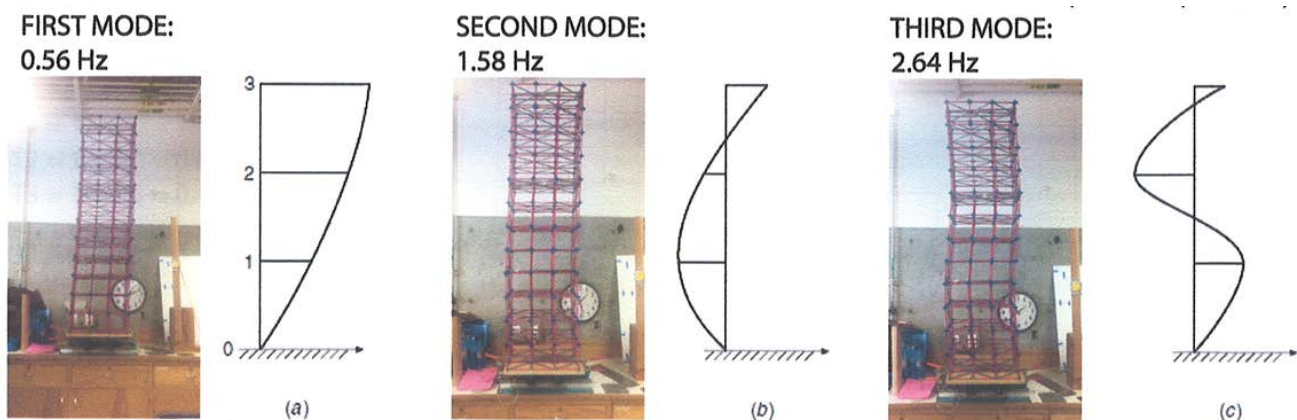 FIRST MODE:
0.56 Hz
SECOND MODE:
1.58 Hz
THIRD MODE:
2.64 Hz
3
2
1
0
(a)
(b)
(c)